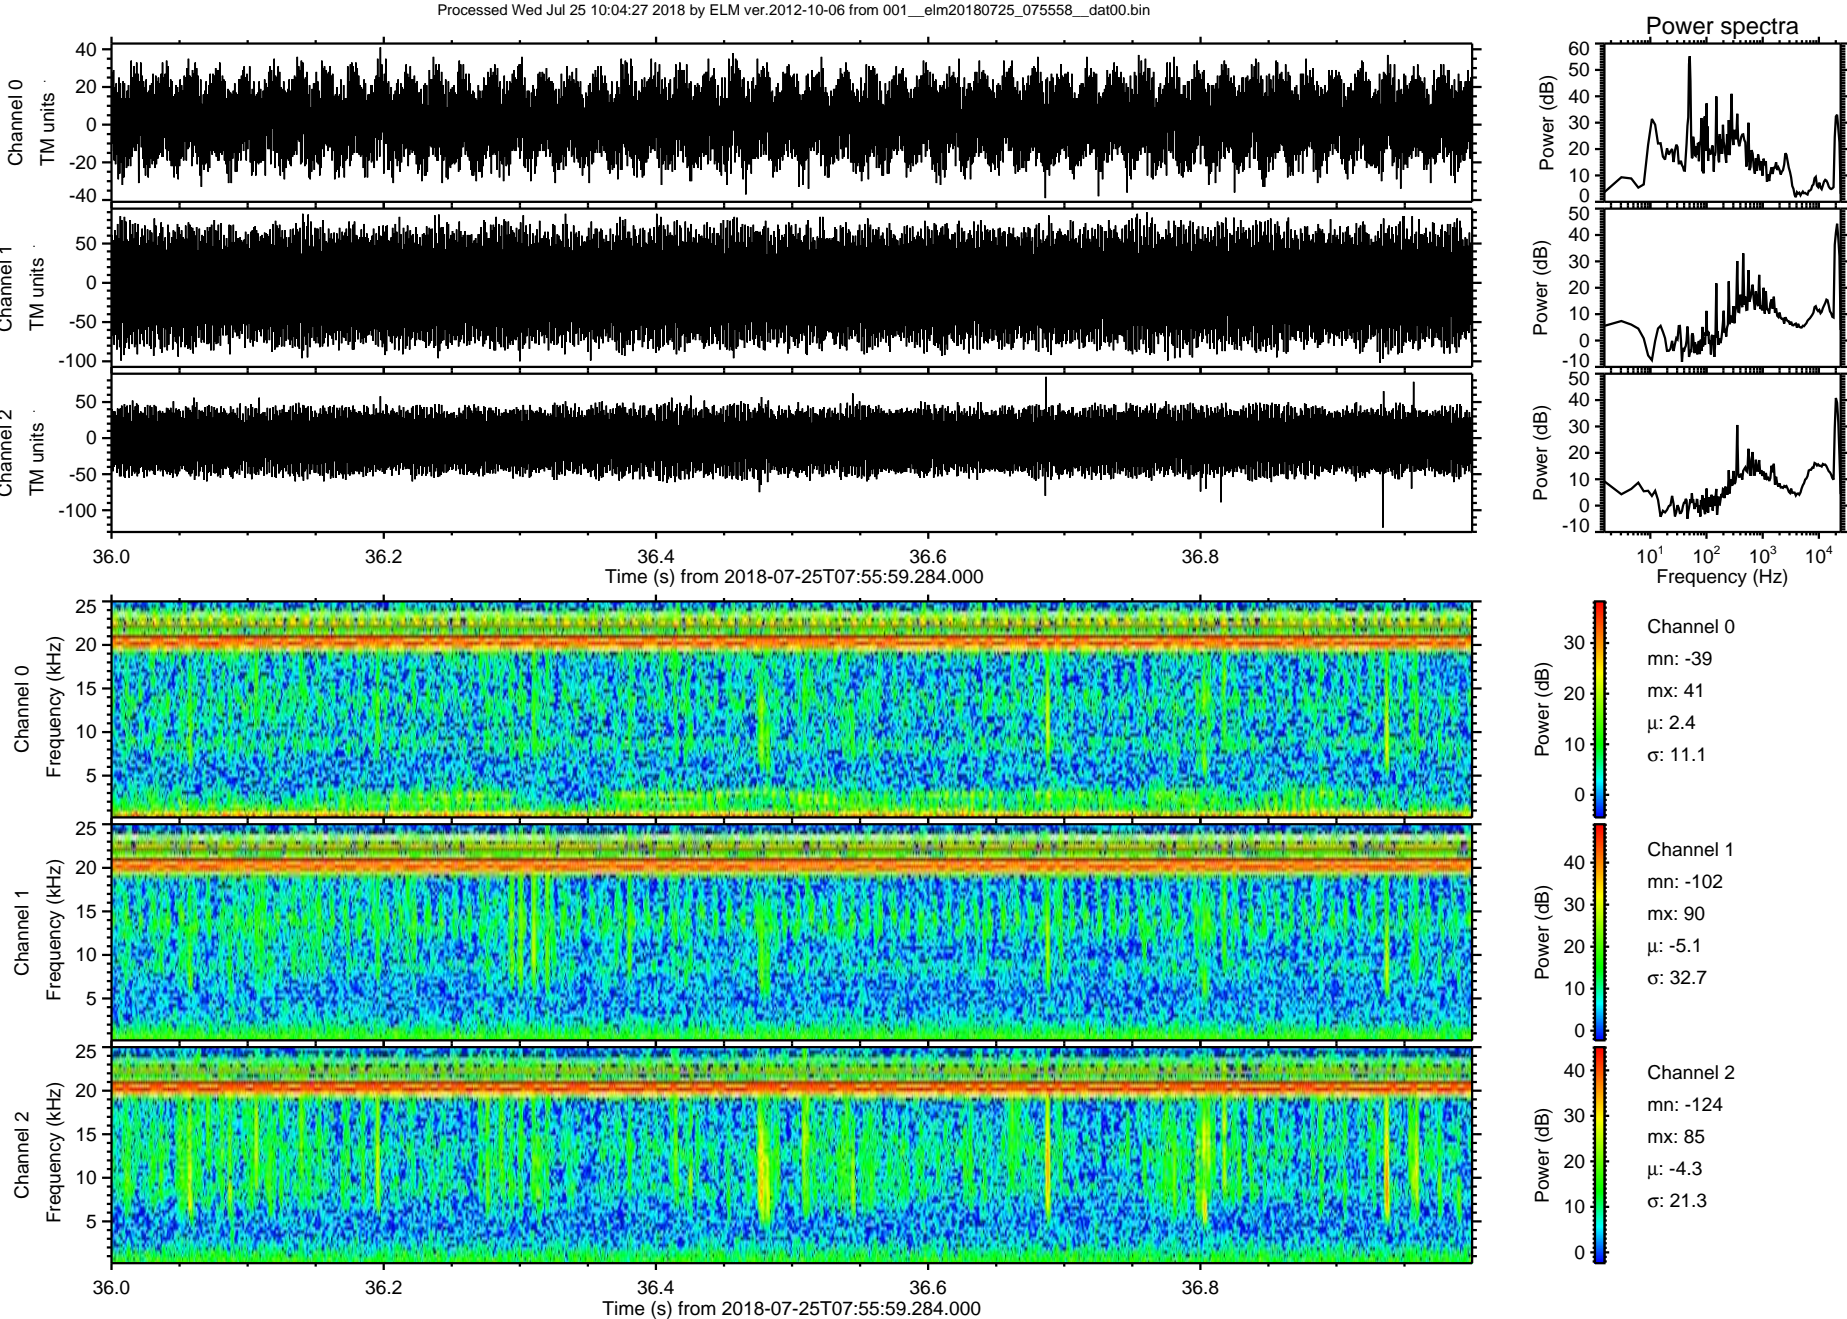 Processed Wed Jul 25 10:04:27 2018 by ELM ver.2012-10-06 from 001__elm20180725_075558__dat00.bin
Power spectra
Channel 0
TM units
40
20
0
-20
-40
Power (dB)
60
50
40
30
20
10
0
Channel 1
TM units
50
0
-50
-100
Power (dB)
50
40
30
20
10
0
-10
Channel 2
TM units
50
0
-50
-100
Power (dB)
50
40
30
20
10
0
-10
36.0 36.2 36.4 36.6 36.8
Time (s) from 2018-07-25T07:55:59.284.000
10¹ 10² 10³ 10⁴
Frequency (Hz)
Channel 0
Frequency (kHz)
25
20
15
10
5
Power (dB)
30
20
10
0
Channel 0
mn: -39
mx: 41
μ: 2.4
σ: 11.1
Channel 1
Frequency (kHz)
25
20
15
10
5
Power (dB)
40
30
20
10
0
Channel 1
mn: -102
mx: 90
μ: -5.1
σ: 32.7
Channel 2
Frequency (kHz)
25
20
15
10
5
Power (dB)
40
30
20
10
0
Channel 2
mn: -124
mx: 85
μ: -4.3
σ: 21.3
36.0 36.2 36.4 36.6 36.8
Time (s) from 2018-07-25T07:55:59.284.000